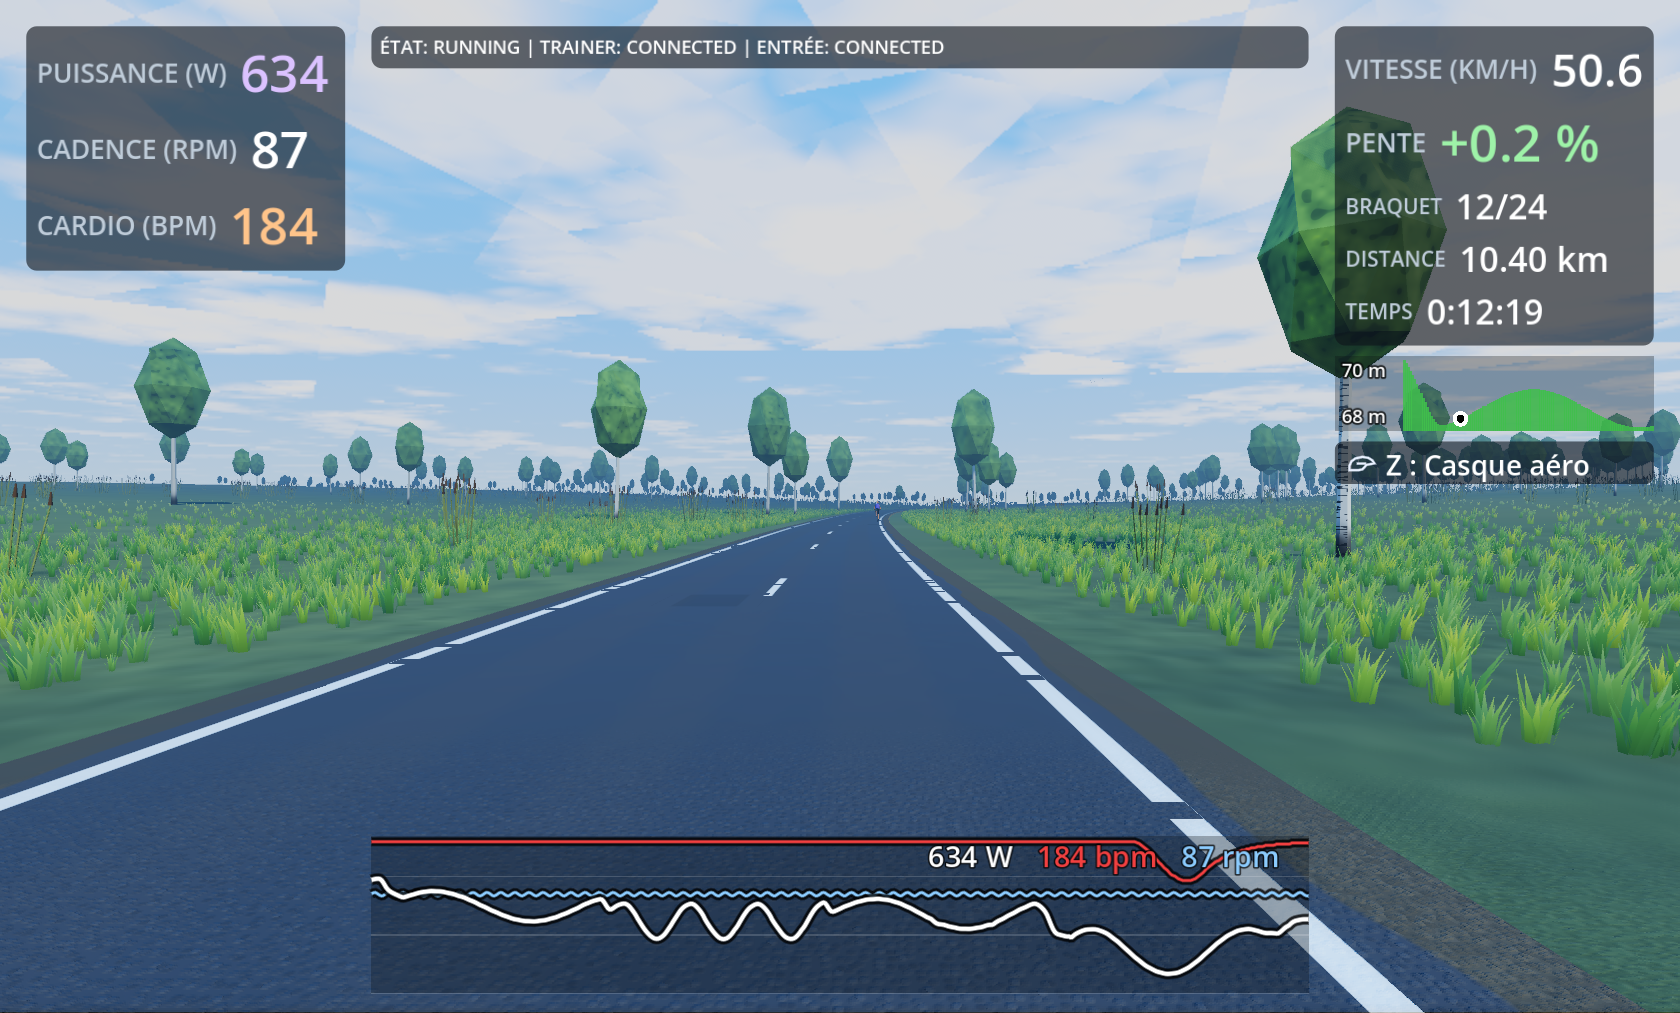 PUISSANCE (W) 634
CADENCE (RPM) 87
CARDIO (BPM) 184
ÉTAT: RUNNING | TRAINER: CONNECTED | ENTRÉE: CONNECTED
VITESSE (KM/H) 50.6
PENTE +0.2 %
BRAQUET 12/24
DISTANCE 10.40 km
TEMPS 0:12:19
70 m
68 m
Z : Casque aéro
634 W 184 bpm 87 rpm